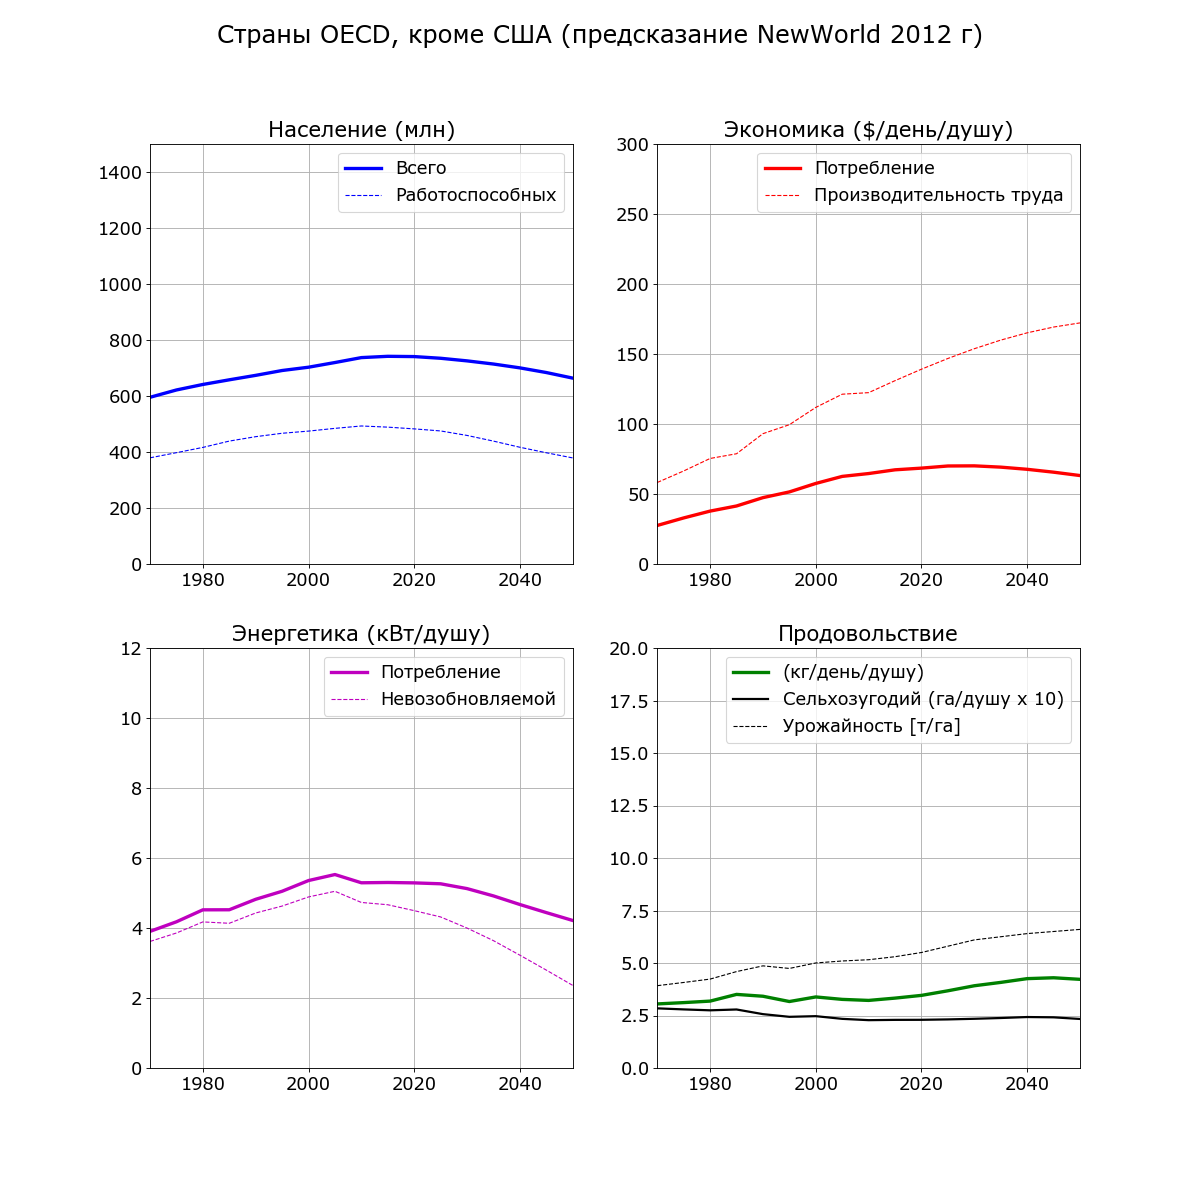 Страны OECD, кроме США (предсказание NewWorld 2012 г)
Население (млн)
Всего
Работоспособных
1400
1200
1000
800
600
400
200
0
1980 2000 2020 2040
Экономика ($/день/душу)
Потребление
Производительность труда
300
250
200
150
100
50
0
1980 2000 2020 2040
Энергетика (кВт/душу)
Потребление
Невозобновляемой
12
10
8
6
4
2
0
1980 2000 2020 2040
Продовольствие
(кг/день/душу)
Сельхозугодий (га/душу x 10)
Урожайность [т/га]
20.0
17.5
15.0
12.5
10.0
7.5
5.0
2.5
0.0
1980 2000 2020 2040